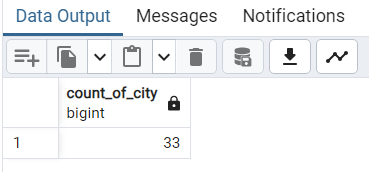 Data Output Messages Notifications
count_of_city
bigint
1 33